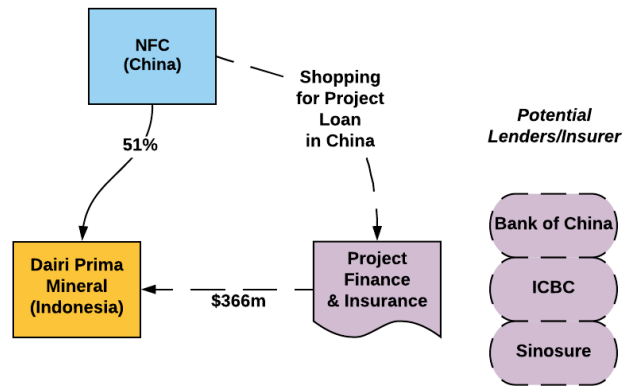 NFC
(China)
Shopping
for Project
Loan
in China
Potential
Lenders/Insurer
51%
Bank of China
Dairi Prima
Mineral
(Indonesia)
$366m
Project
Finance
& Insurance
ICBC
Sinosure